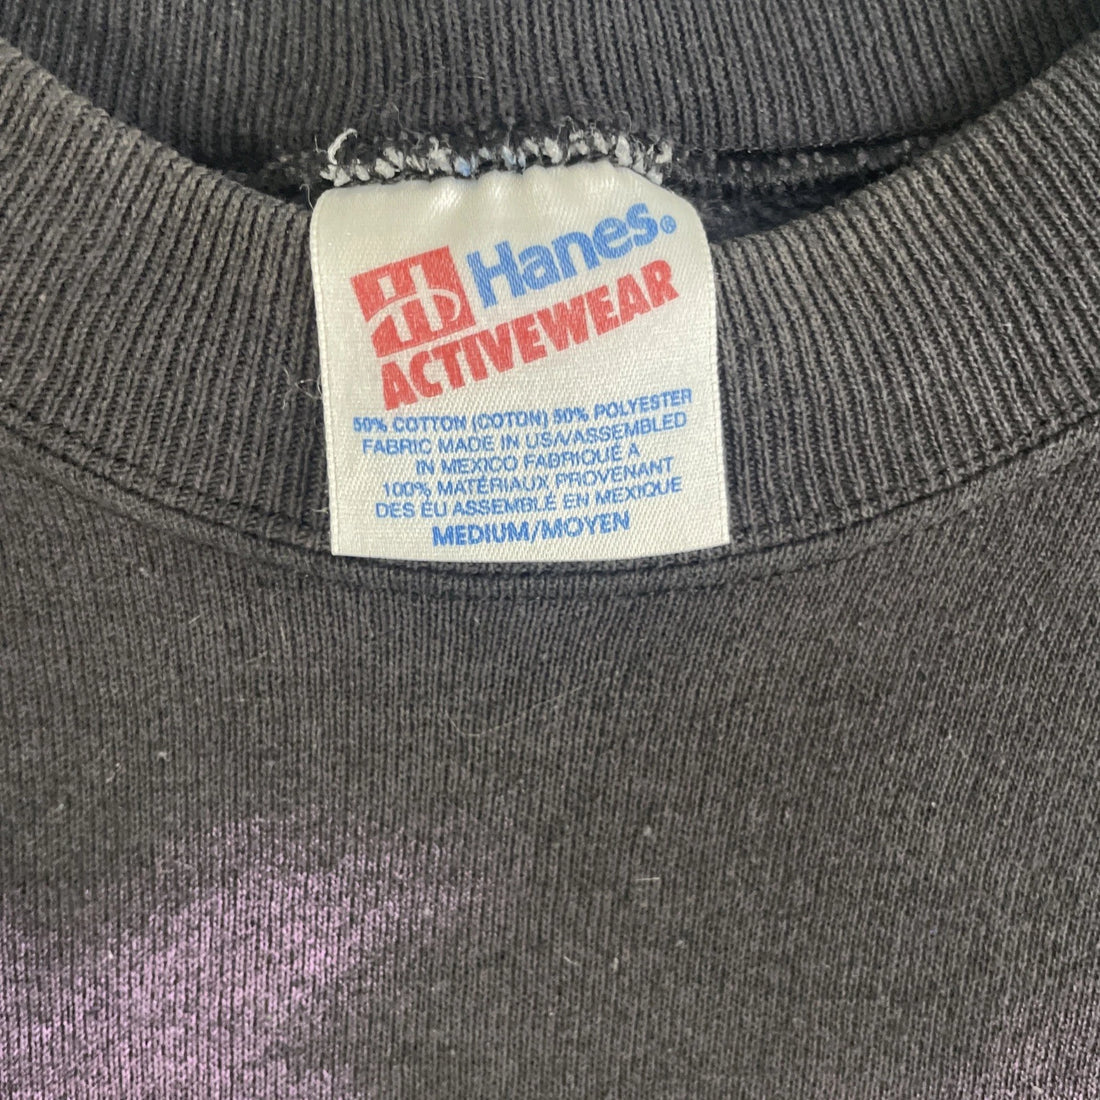 Hanes®
ACTIVEWEAR
50% COTTON (COTON) 50% POLYESTER
FABRIC MADE IN USA/ASSEMBLED
IN MEXICO FABRIQUÉ À
100% MATÉRIAUX PROVENANT
DES EU ASSEMBLÉ EN MEXIQUE
MEDIUM/MOYEN